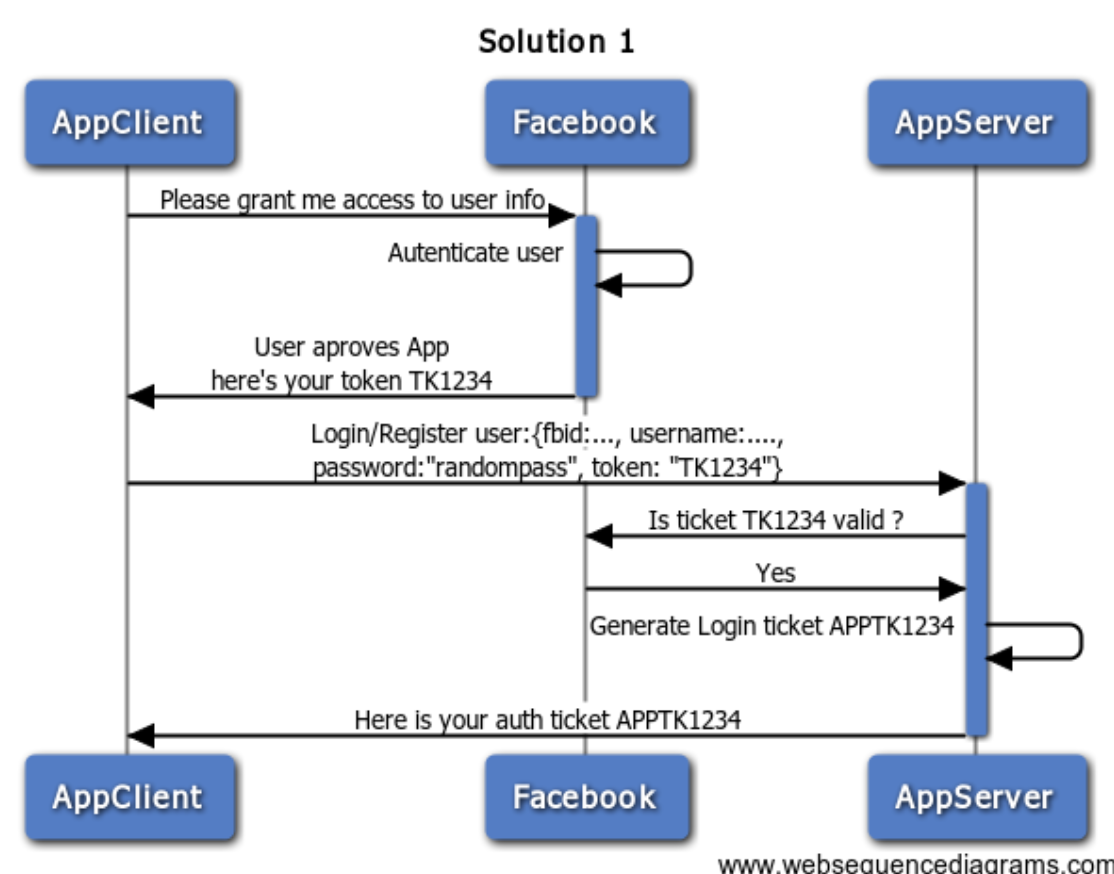 Solution 1
AppClient
Facebook
AppServer
Please grant me access to user info
Autenticate user
User aproves App
here's your token TK1234
Login/Register user:{fbid:..., username:....,
password:"randompass", token: "TK1234"}
Is ticket TK1234 valid ?
Yes
Generate Login ticket APPTK1234
Here is your auth ticket APPTK1234
AppClient
Facebook
AppServer
www.websequencediagrams.com